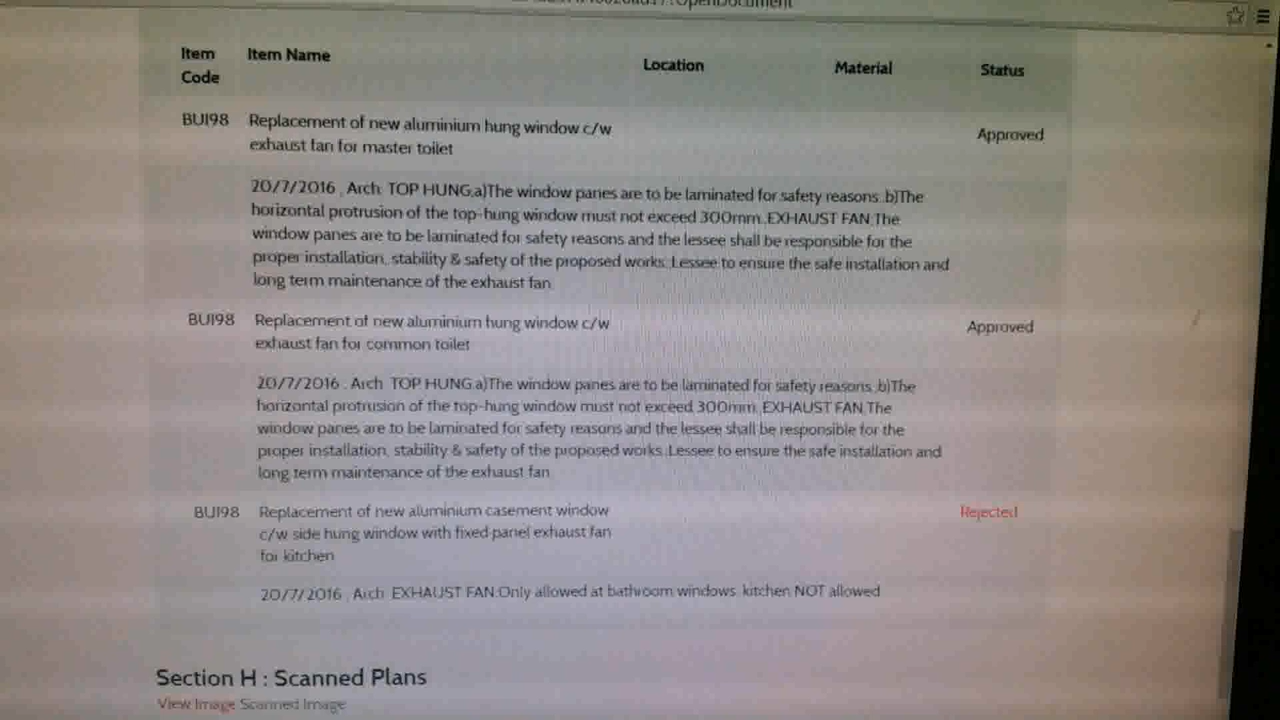 OpenDocument
Item Code Item Name Location Material Status
BUI98 Replacement of new aluminium hung window c/w Approved
exhaust fan for master toilet
20/7/2016 , Arch TOP HUNG.a)The window panes are to be laminated for safety reasons .b)The
horizontal protrusion of the top-hung window must not exceed 300mm. EXHAUST FAN.The
window panes are to be laminated for safety reasons and the lessee shall be responsible for the
proper installation, stability & safety of the proposed works. Lessee to ensure the safe installation and
long term maintenance of the exhaust fan.
BUI98 Replacement of new aluminium hung window c/w Approved
exhaust fan for common toilet
20/7/2016 , Arch TOP HUNG.a)The window panes are to be laminated for safety reasons .b)The
horizontal protrusion of the top-hung window must not exceed 300mm. EXHAUST FAN.The
window panes are to be laminated for safety reasons and the lessee shall be responsible for the
proper installation, stability & safety of the proposed works. Lessee to ensure the safe installation and
long term maintenance of the exhaust fan.
BUI98 Replacement of new aluminium casement window Rejected
c/w side hung window with fixed panel exhaust fan
for kitchen
20/7/2016 , Arch EXHAUST FAN.Only allowed at bathroom windows, kitchen NOT allowed
Section H : Scanned Plans
View Image Scanned Image